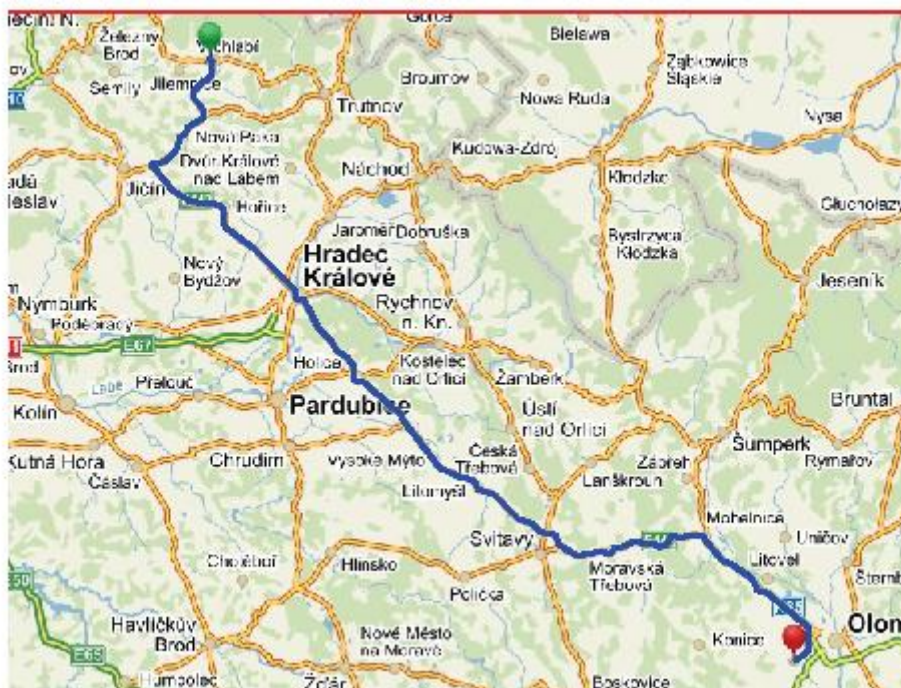 Železný
Brod
Vrchlabí
Semily
Jilemnice
Trutnov
Broumov
Bielawa
Nowa Ruda
Ząbkowice
Śląskie
Nysa
Nová Paka
Dvůr Králové
nad Labem
Náchod
Kudowa-Zdrój
Kłodzko
Głuchołazy
Jičín
Hořice
Jaroměř
Dobruška
Bystrzyca
Kłodzka
Jeseník
Hradec
Králové
Nový
Bydžov
Nymburk
Poděbrady
Rychnov
n. Kn.
E67
Brod
Holice
Kostelec
nad Orlicí
Žamberk
Labe
Přelouč
Kolín
Pardubice
Ústí
nad Orlicí
Bruntál
Šumperk
Kutná Hora
Chrudim
Vysoké Mýto
Česká
Třebová
Zábřeh
Lanškroun
Rýmařov
Čáslav
Litomyšl
Mohelnice
Svitavy
Uničov
Litovel
Moravská
Třebová
Chotěboř
Hlinsko
Polička
Šternb
E50
Havlíčkův
Brod
Nové Město
na Moravě
Konice
Olom
E65
Humpolec
Žďár
Boskovice